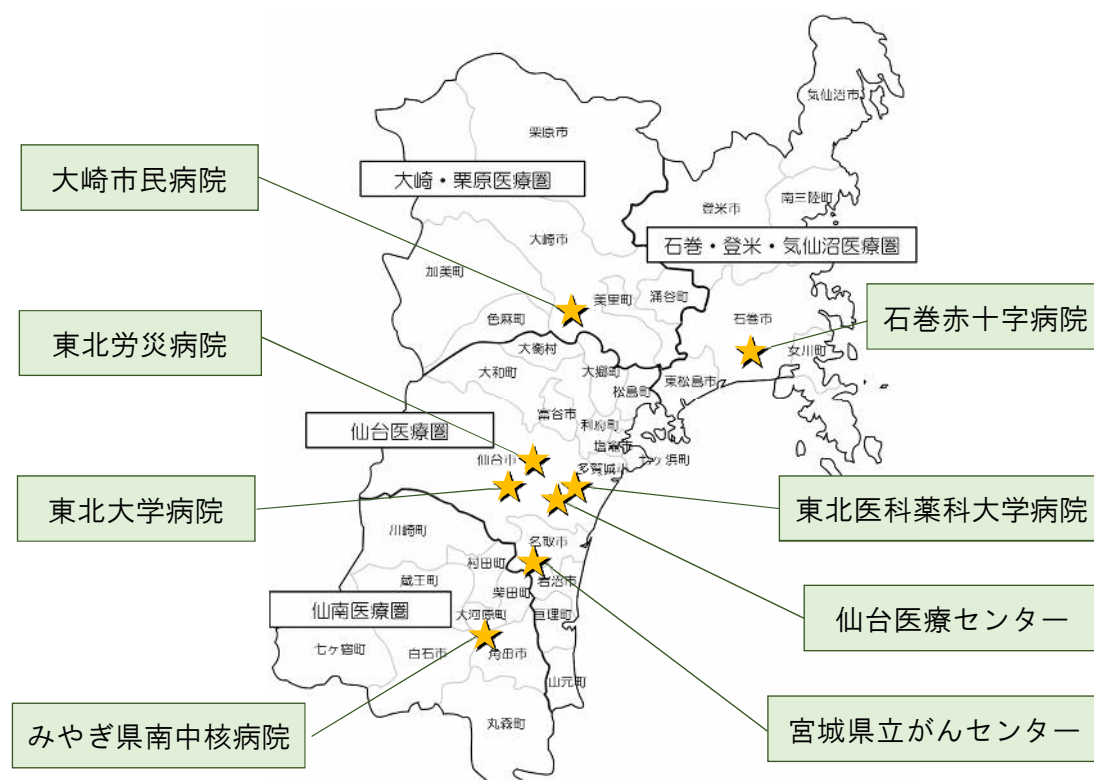 気仙沼市
栗原市
大崎市民病院
大崎・栗原医療圏
登米市
南三陸町
大崎市
石巻・登米・気仙沼医療圏
加美町
美里町
涌谷町
石巻市
石巻赤十字病院
色麻町
東北労災病院
大衡村
女川町
大和町
大郷町
東松島市
松島町
富谷市
利府町
仙台医療圏
塩竈市
仙台市
多賀城市
七ヶ浜町
東北大学病院
東北医科薬科大学病院
川崎町
名取市
村田町
蔵王町
岩沼市
柴田町
仙南医療圏
大河原町
亘理町
仙台医療センター
七ヶ宿町
白石市
角田市
山元町
丸森町
みやぎ県南中核病院
宮城県立がんセンター